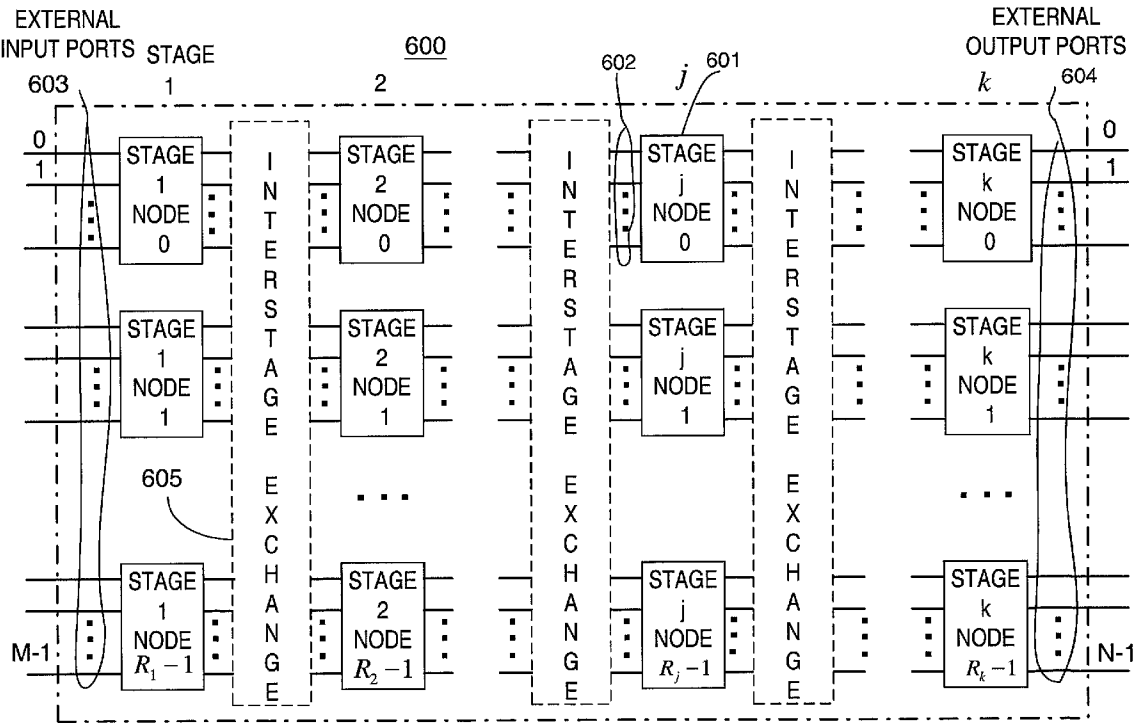 EXTERNAL
INPUT PORTS
STAGE
603
1
600
2
602
601
j
EXTERNAL
OUTPUT PORTS
k
604
0
1
STAGE
1
NODE
0
INTERSTAGE EXCHANGE
STAGE
2
NODE
0
INTERSTAGE EXCHANGE
STAGE
j
NODE
0
INTERSTAGE EXCHANGE
STAGE
k
NODE
0
0
1
STAGE
1
NODE
1
STAGE
2
NODE
1
STAGE
j
NODE
1
STAGE
k
NODE
1
605
M-1
STAGE
1
NODE
R₁-1
STAGE
2
NODE
R₂-1
STAGE
j
NODE
Rⱼ-1
STAGE
k
NODE
Rₖ-1
N-1